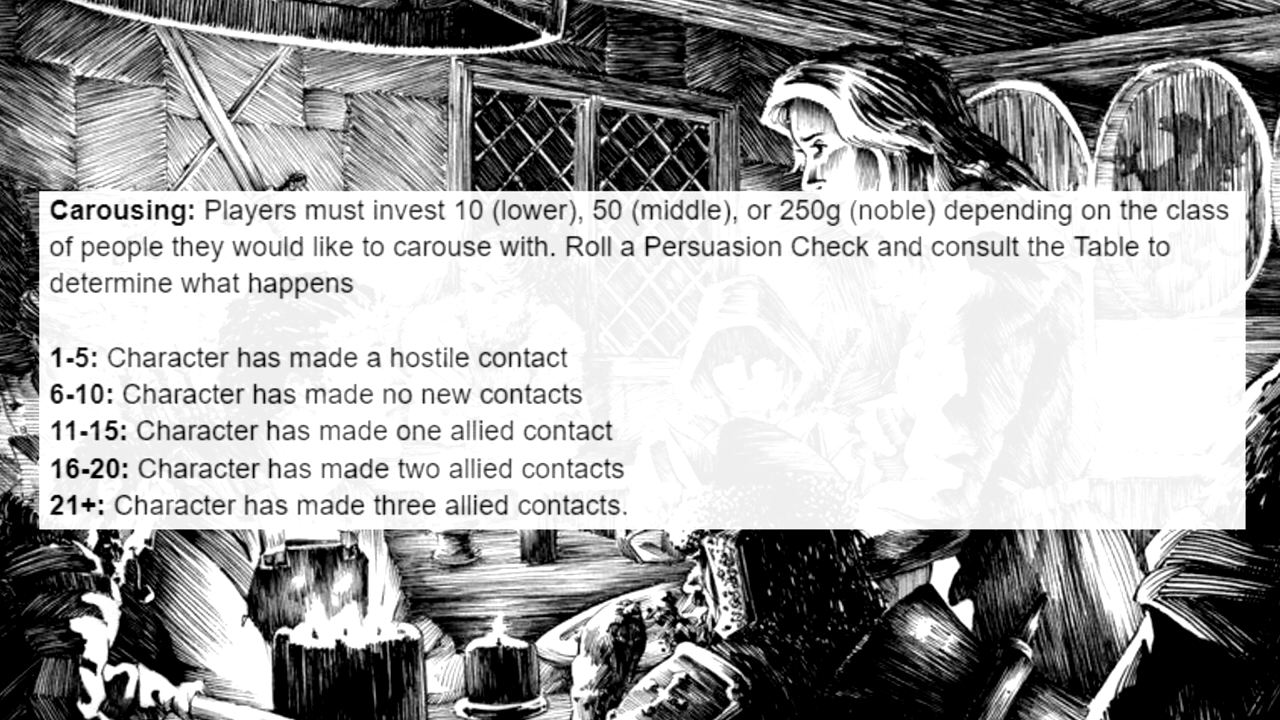 Carousing: Players must invest 10 (lower), 50 (middle), or 250g (noble) depending on the class
of people they would like to carouse with. Roll a Persuasion Check and consult the Table to
determine what happens
1-5: Character has made a hostile contact
6-10: Character has made no new contacts
11-15: Character has made one allied contact
16-20: Character has made two allied contacts
21+: Character has made three allied contacts.